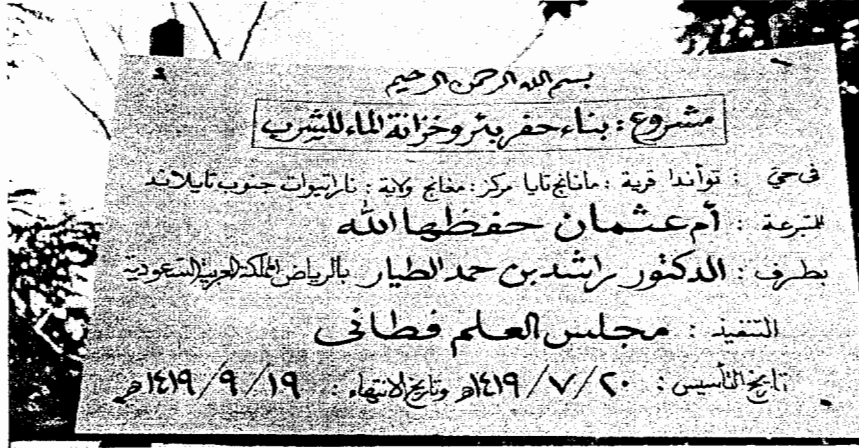 بسم الله الرحمن الرحيم
مشروع : بناء حفر بئر وخزانة الماء للشرب
في حيّ : توأندا قرية : مانانج تايا مركز : مغانج ولاية : ناراتيوات جنوب تايلاند
المتبرعة : أم عثمان حفظها الله
بطرف : الدكتور راشد بن حمد الطيار بالرياض المملكة العربية السعودية
التنفيذ : مجلس العلم فطاني
تاريخ التأسيس : ٢٠ / ٧ / ١٤١٩هـ وتاريخ الانتهاء : ١٩ / ٩ / ١٤١٩هـ